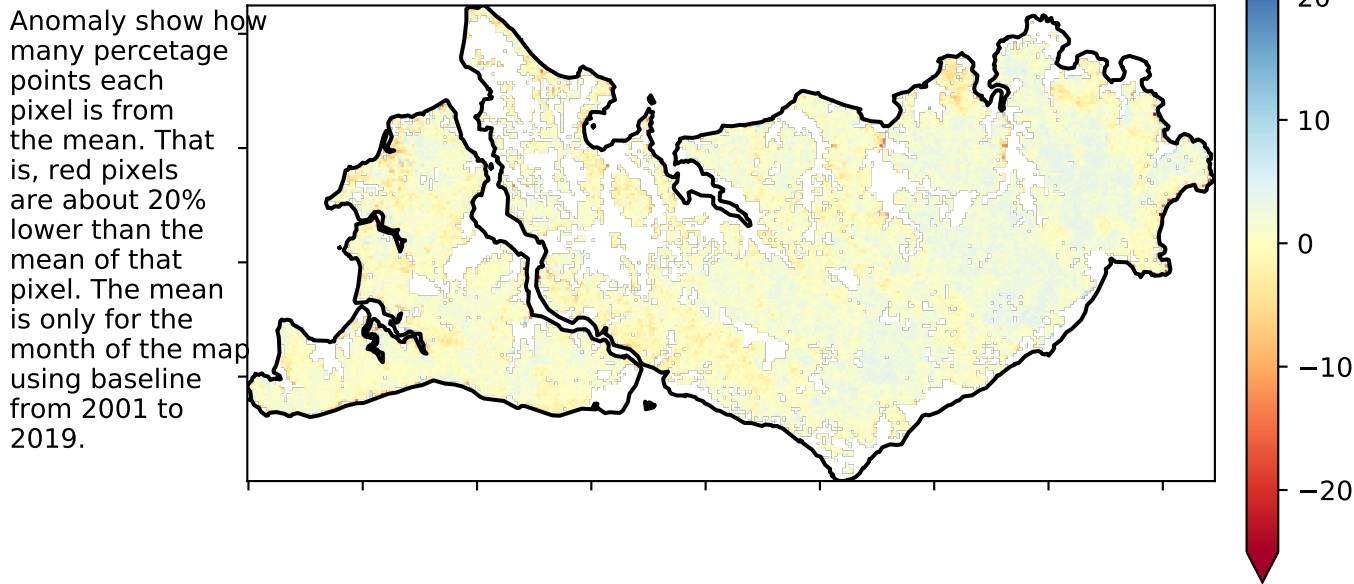 Anomaly show how
many percetage
points each
pixel is from
the mean. That
is, red pixels
are about 20%
lower than the
mean of that
pixel. The mean
is only for the
month of the map
using baseline
from 2001 to
2019.
20
10
0
−10
−20